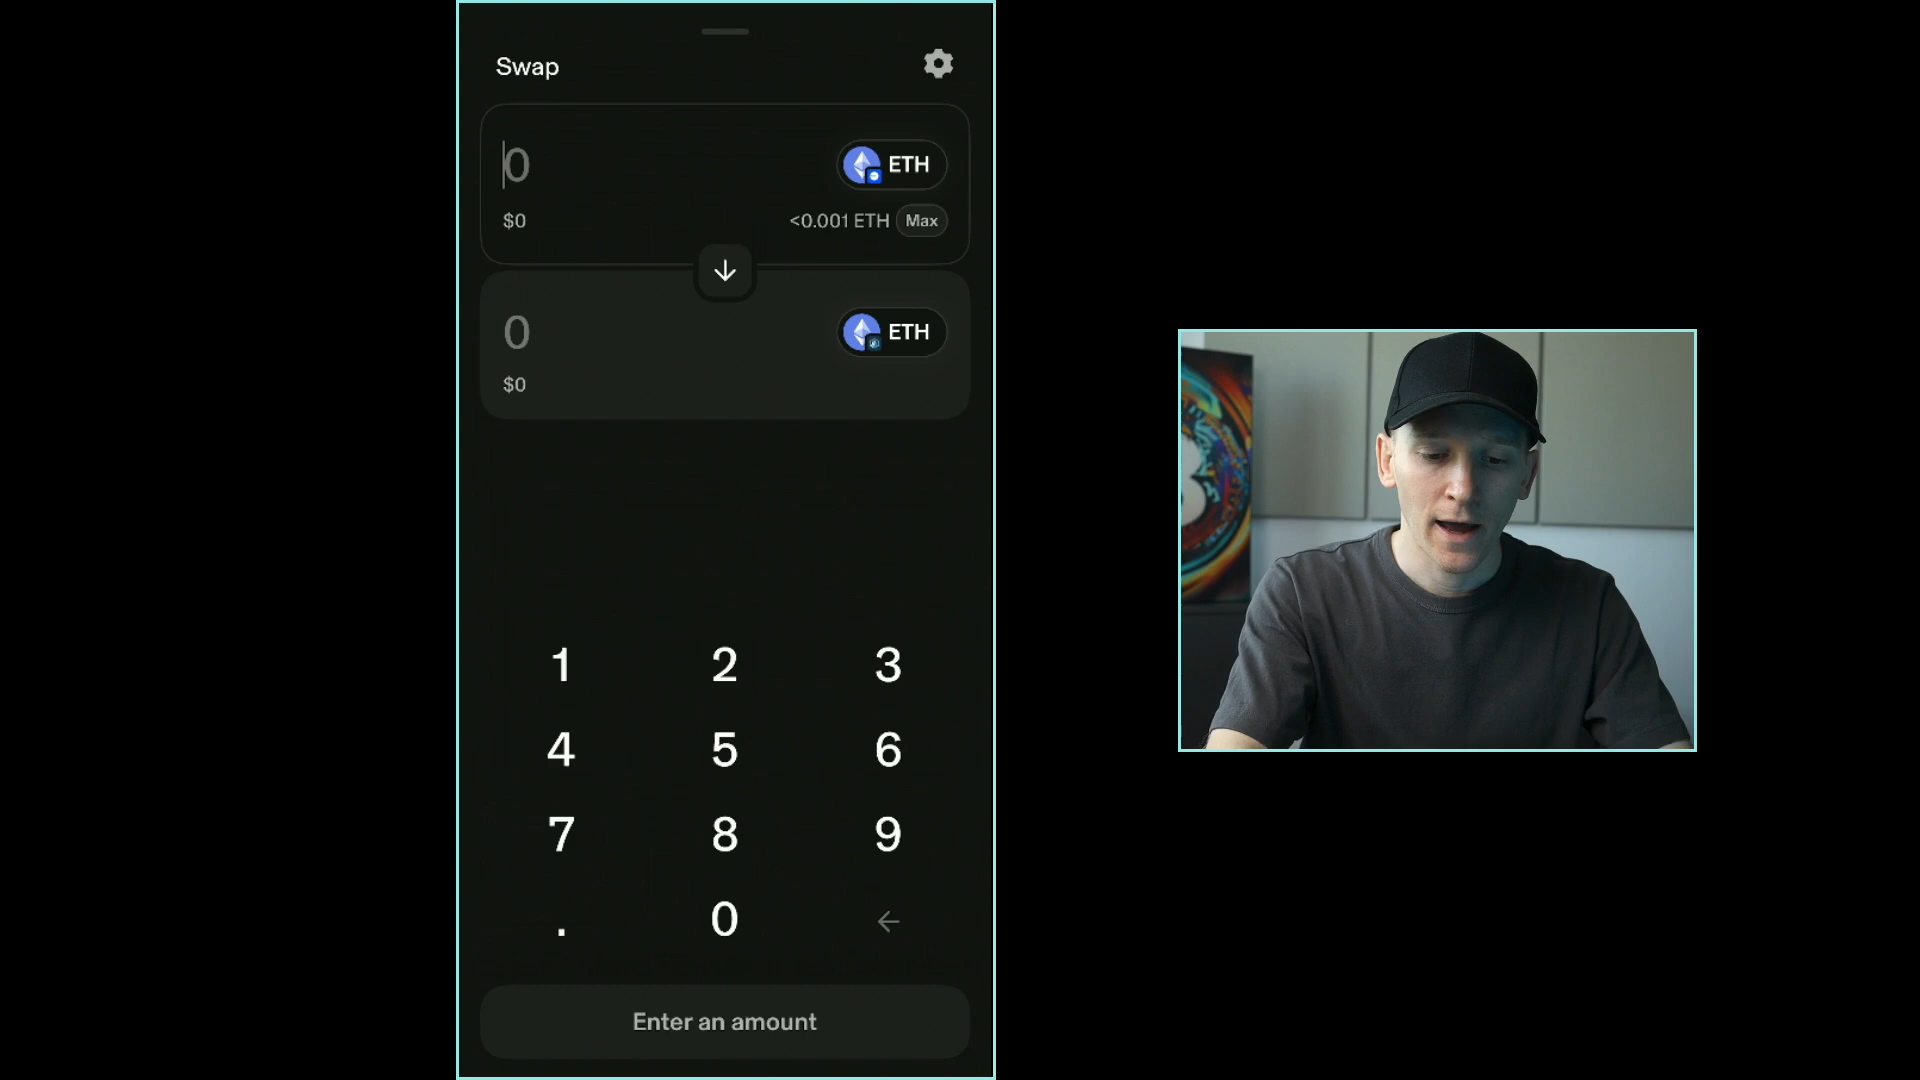 Swap
0
ETH
$0
<0.001 ETH
Max
0
ETH
$0
1 2 3
4 5 6
7 8 9
. 0
Enter an amount